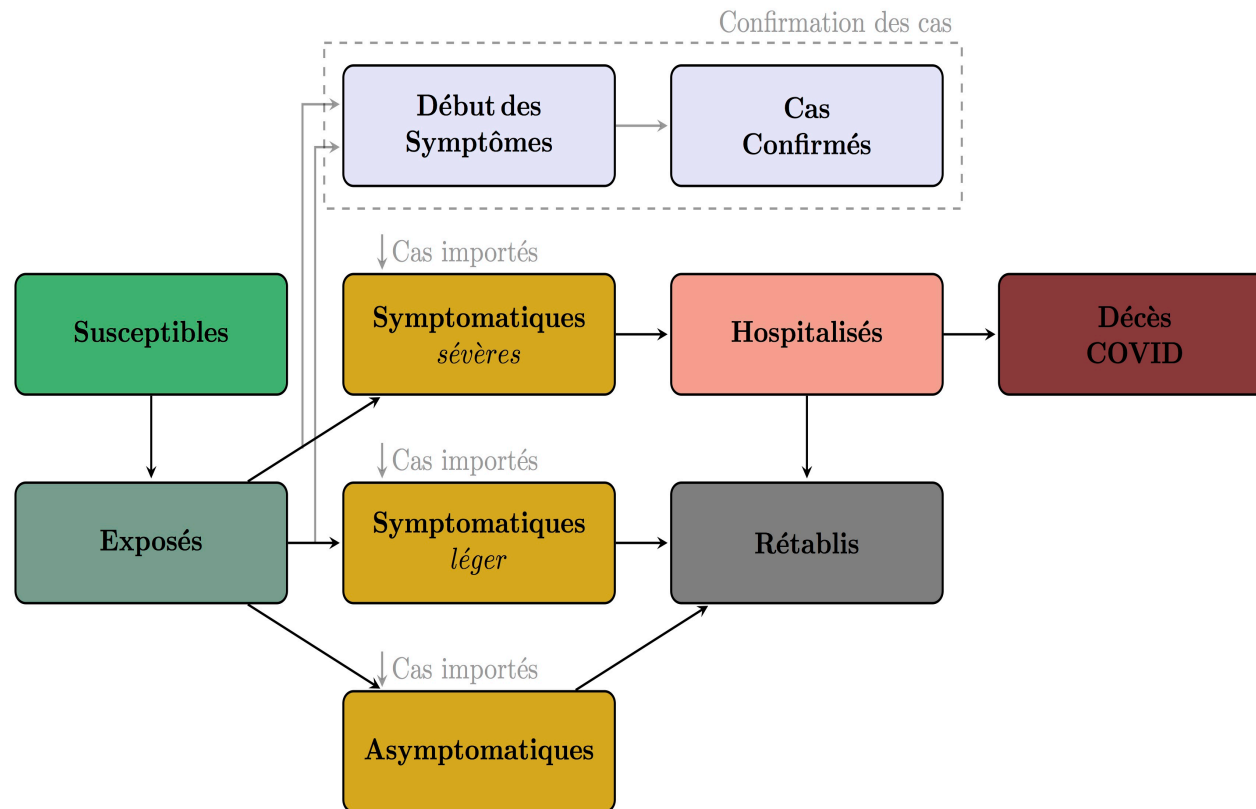 Confirmation des cas
Début des
Symptômes
Cas
Confirmés
Cas importés
Susceptibles
Symptomatiques
sévères
Hospitalisés
Décès
COVID
Cas importés
Exposés
Symptomatiques
léger
Rétablis
Cas importés
Asymptomatiques